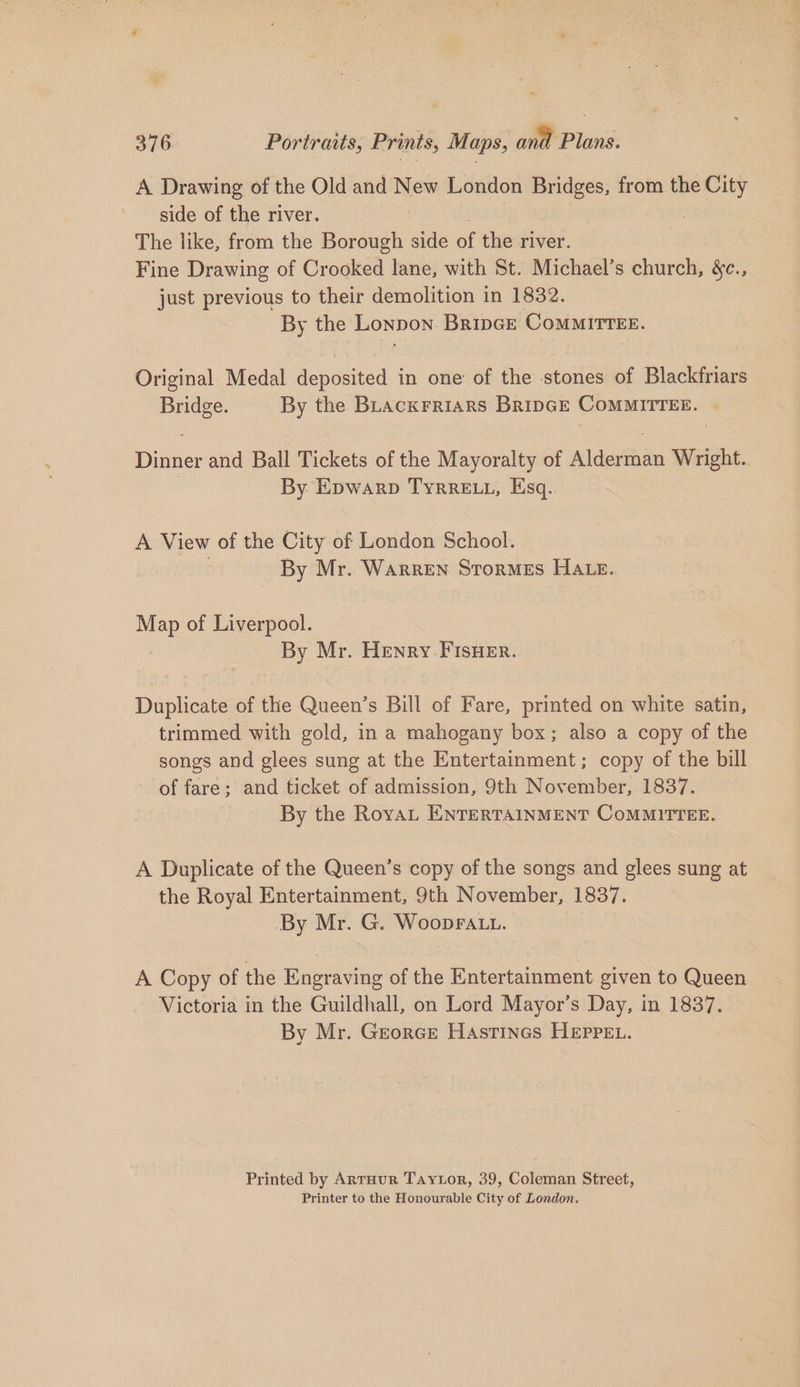 376 Portraits, Prints, Maps, and Plans.
A Drawing of the Old and New London Bridges, from the City
side of the river.
The like, from the Borough side of the river.
Fine Drawing of Crooked lane, with St. Michael's church, &c.,
just previous to their demolition in 1832.
By the London Bridge Committee.
Original Medal deposited in one of the stones of Blackfriars
Bridge. By the Blackfriars Bridge Committee.
Dinner and Ball Tickets of the Mayoralty of Alderman Wright.
By Edward Tyrrell, Esq.
A View of the City of London School.
By Mr. Warren Stormes Hale.
Map of Liverpool.
By Mr. Henry Fisher.
Duplicate of the Queen's Bill of Fare, printed on white satin,
trimmed with gold, in a mahogany box; also a copy of the
songs and glees sung at the Entertainment; copy of the bill
of fare; and ticket of admission, 9th November, 1837.
By the Royal Entertainment Committee.
A Duplicate of the Queen's copy of the songs and glees sung at
the Royal Entertainment, 9th November, 1837.
By Mr. G. Woodfall.
A Copy of the Engraving of the Entertainment given to Queen
Victoria in the Guildhall, on Lord Mayor's Day, in 1837.
By Mr. George Hastings Heppel.
Printed by Arthur Taylor, 39, Coleman Street,
Printer to the Honourable City of London.